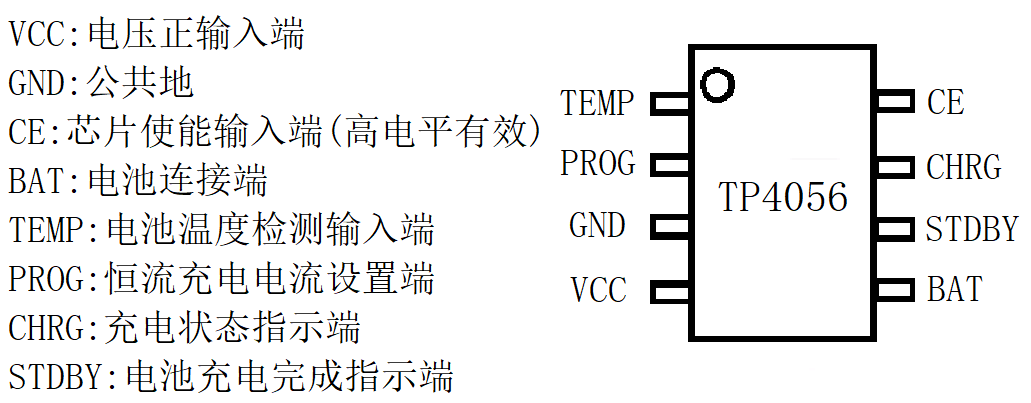 VCC:电压正输入端
GND:公共地
CE:芯片使能输入端(高电平有效)
BAT:电池连接端
TEMP:电池温度检测输入端
PROG:恒流充电电流设置端
CHRG:充电状态指示端
STDBY:电池充电完成指示端
TEMP
PROG
GND
VCC
TP4056
CE
CHRG
STDBY
BAT